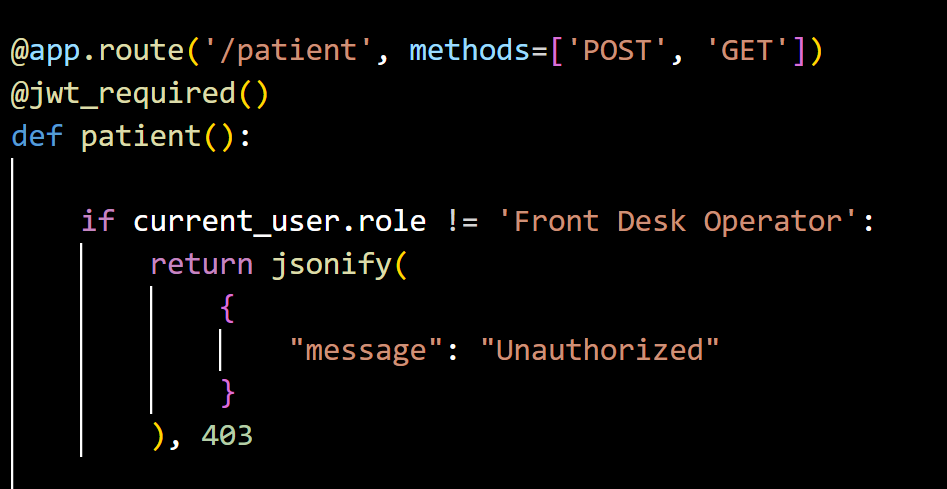 @app.route('/patient', methods=['POST', 'GET'])
@jwt_required()
def patient():
if current_user.role != 'Front Desk Operator':
return jsonify(
{
"message": "Unauthorized"
}
), 403